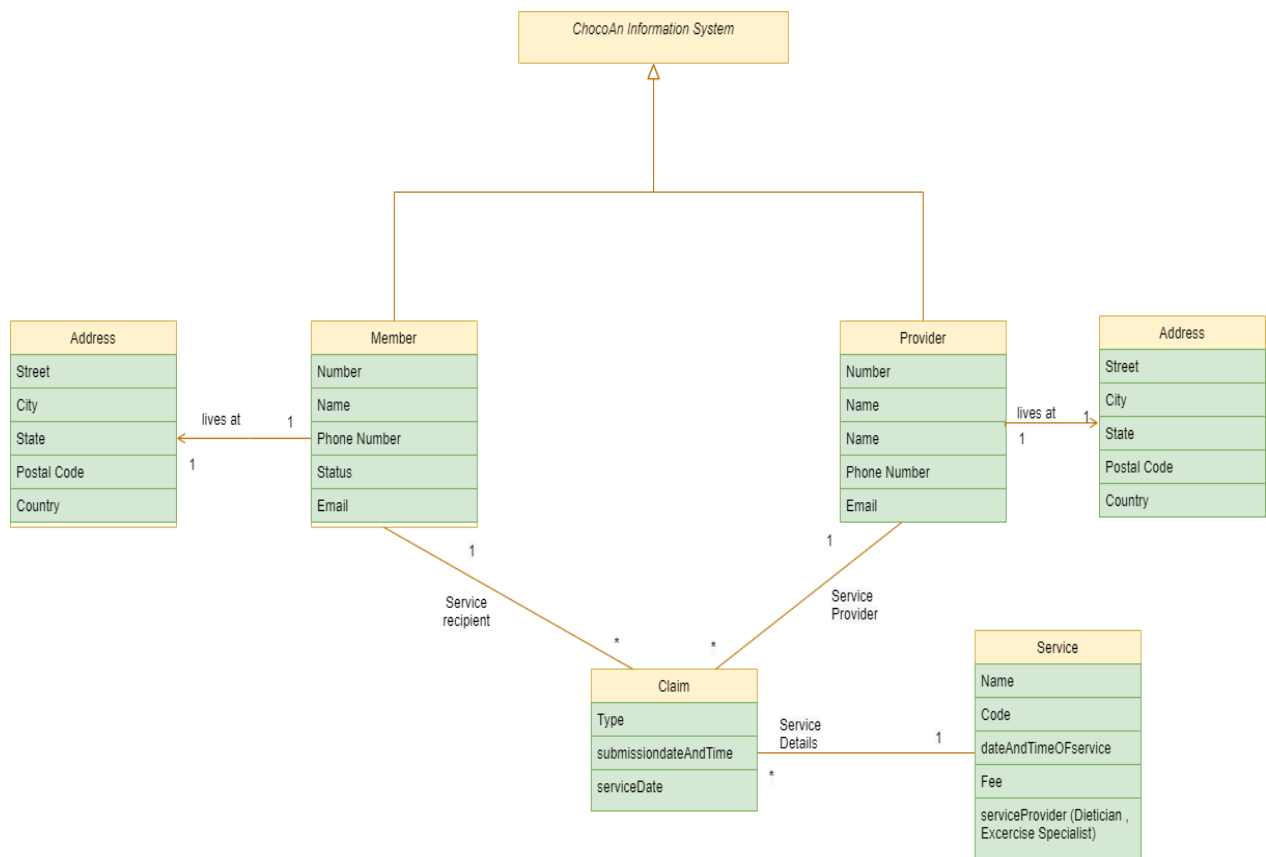 ChocoAn Information System
Address
Street
City
State
Postal Code
Country
lives at
1
1
Member
Number
Name
Phone Number
Status
Email
Provider
Number
Name
Name
Phone Number
Email
lives at
1
1
Address
Street
City
State
Postal Code
Country
1
Service
recipient
*
1
Service
Provider
*
Claim
Type
submissiondateAndTime
serviceDate
Service
Details
1
*
Service
Name
Code
dateAndTimeOFservice
Fee
serviceProvider (Dietician ,
Excercise Specialist)